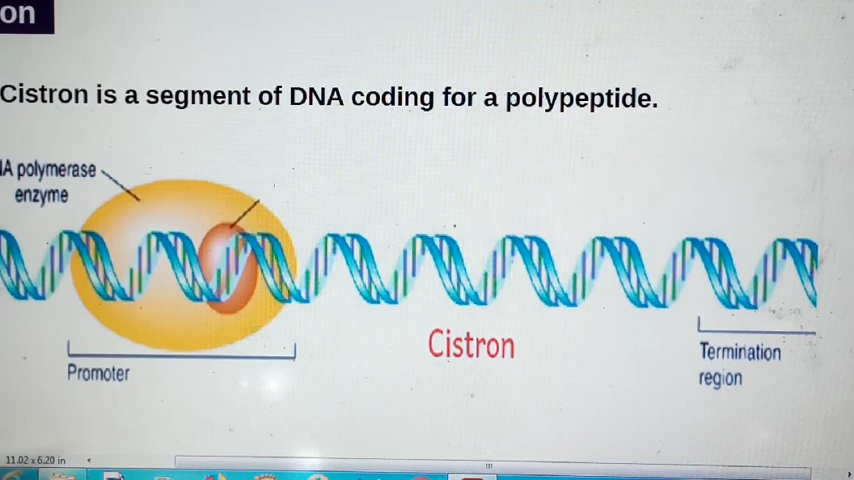 on
Cistron is a segment of DNA coding for a polypeptide.
polymerase
enzyme
Cistron
Promoter
Termination
region
11.02 x 6.20 in